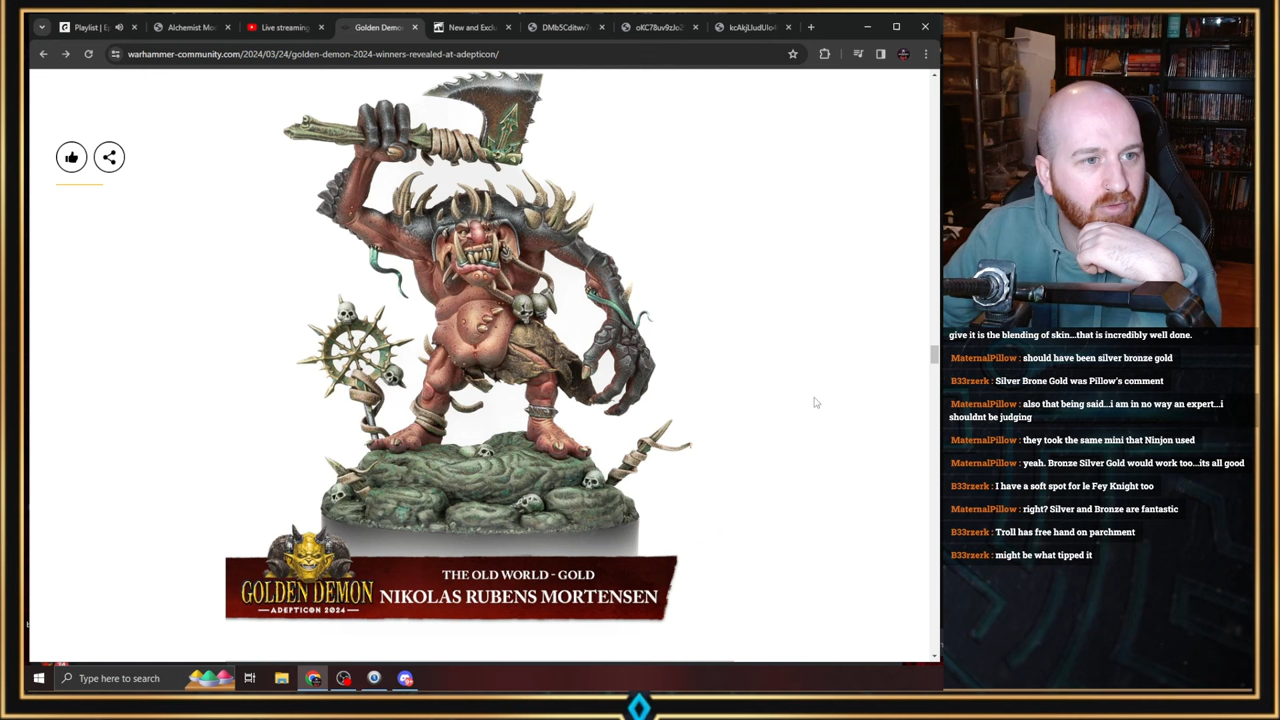 Playlist | E
Alchemist Mo
Live streaming
Golden Demon
New and Exclu
DMb5Cditwv7
oKC78uv9zJo2
kcAkjLludUlo4
warhammer-community.com/2024/03/24/golden-demon-2024-winners-revealed-at-adepticon/
GOLDEN DEMON
—ADEPTICON 2024—
THE OLD WORLD - GOLD
NIKOLAS RUBENS MORTENSEN
give it is the blending of skin...that is incredibly well done.
MaternalPillow : should have been silver bronze gold
B33rzerk : Silver Brone Gold was Pillow's comment
MaternalPillow : also that being said...i am in no way an expert...i
shouldnt be judging
MaternalPillow : they took the same mini that Ninjon used
MaternalPillow : yeah. Bronze Silver Gold would work too...its all good
B33rzerk : I have a soft spot for le Fey Knight too
MaternalPillow : right? Silver and Bronze are fantastic
B33rzerk : Troll has free hand on parchment
B33rzerk : might be what tipped it
Type here to search